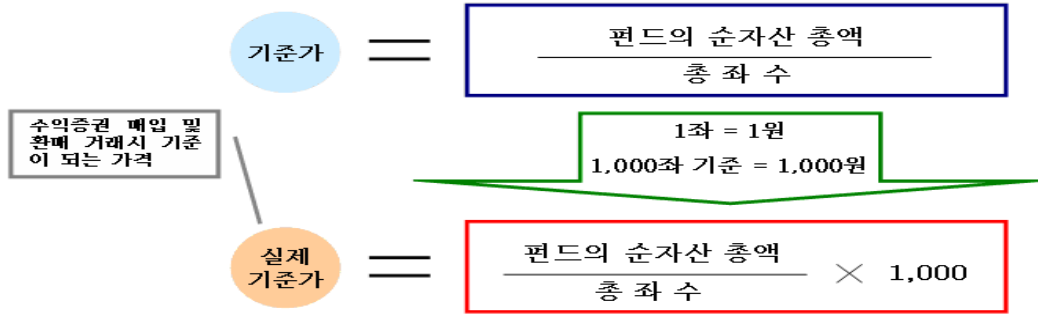 기준가
=
펀드의 순자산 총액
총 좌 수
수익증권 매입 및
환매 거래시 기준
이 되는 가격
1좌 = 1원
1,000좌 기준 = 1,000원
실제
기준가
=
펀드의 순자산 총액
총 좌 수
× 1,000